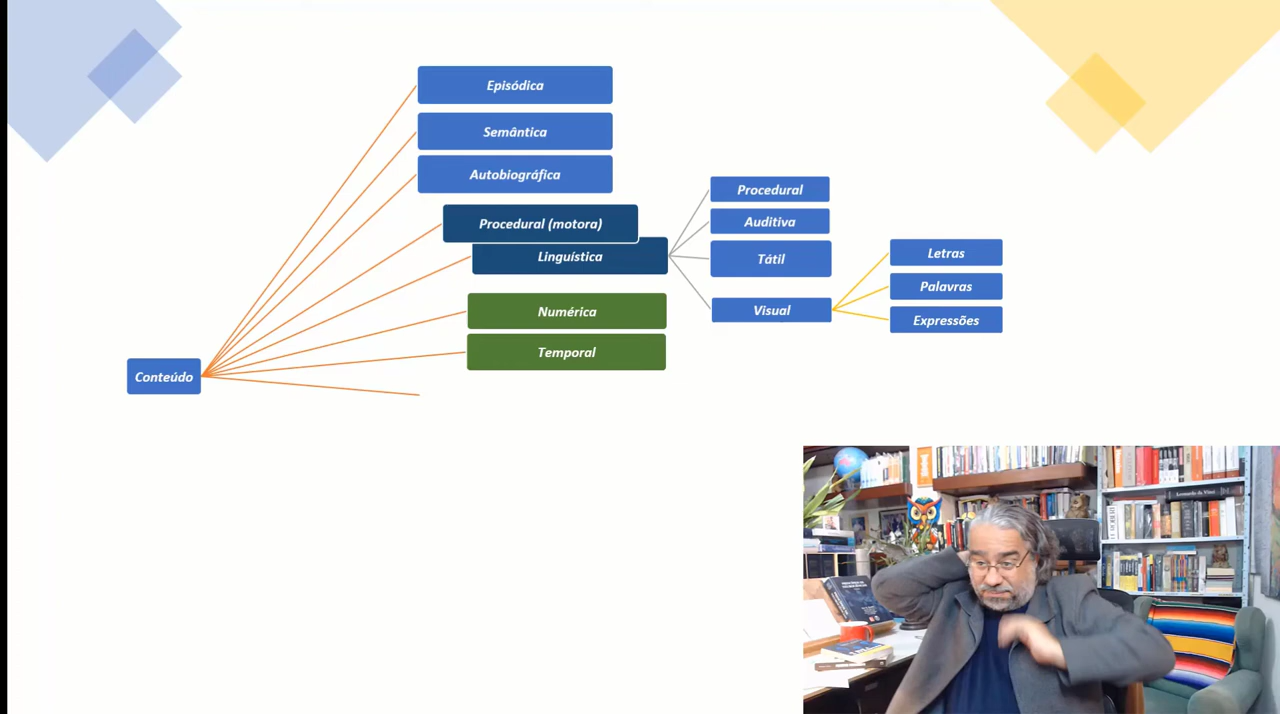 Episódica
Semântica
Autobiográfica
Procedural (motora)
Linguística
Numérica
Temporal
Conteúdo
Procedural
Auditiva
Tátil
Visual
Letras
Palavras
Expressões
Leonardo da Vinci